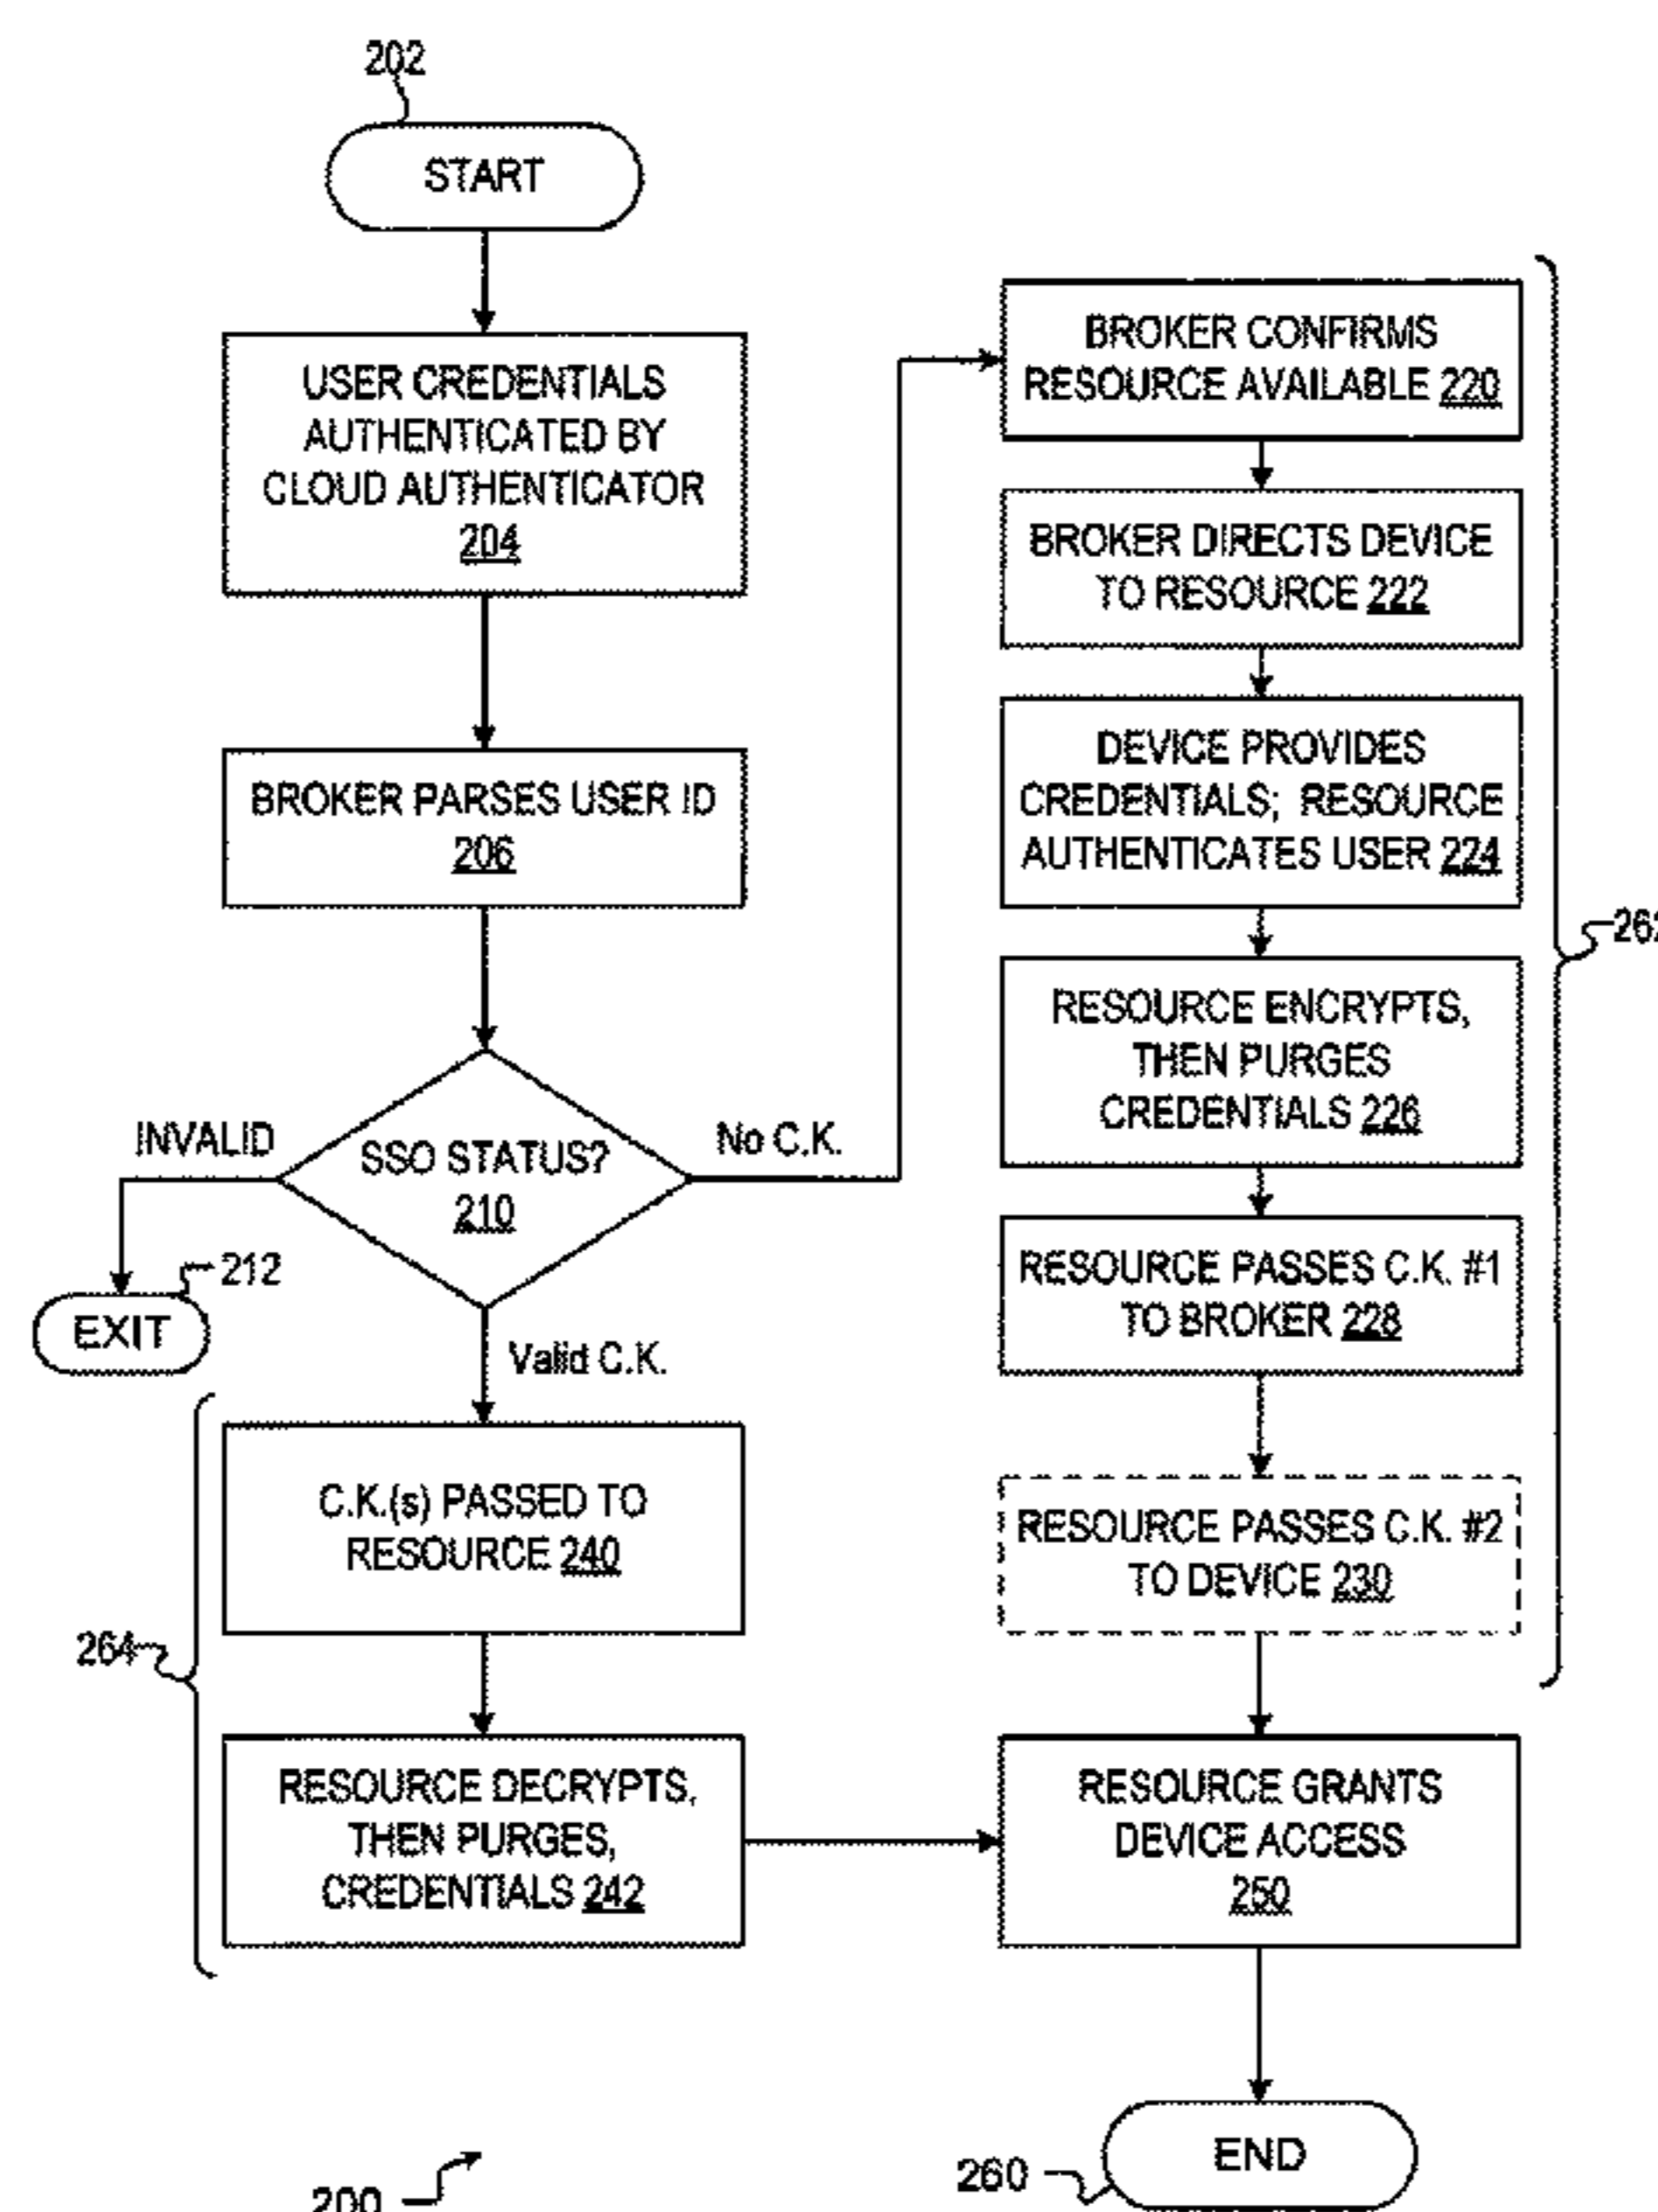 202
START
USER CREDENTIALS
AUTHENTICATED BY
CLOUD AUTHENTICATOR
204
BROKER PARSES USER ID
206
SSO STATUS?
210
INVALID
No C.K.
212
EXIT
Valid C.K.
C.K.(s) PASSED TO
RESOURCE 240
264
RESOURCE DECRYPTS,
THEN PURGES,
CREDENTIALS 242
BROKER CONFIRMS
RESOURCE AVAILABLE 220
BROKER DIRECTS DEVICE
TO RESOURCE 222
DEVICE PROVIDES
CREDENTIALS; RESOURCE
AUTHENTICATES USER 224
262
RESOURCE ENCRYPTS,
THEN PURGES
CREDENTIALS 226
RESOURCE PASSES C.K. #1
TO BROKER 228
RESOURCE PASSES C.K. #2
TO DEVICE 230
RESOURCE GRANTS
DEVICE ACCESS
250
END
260
200